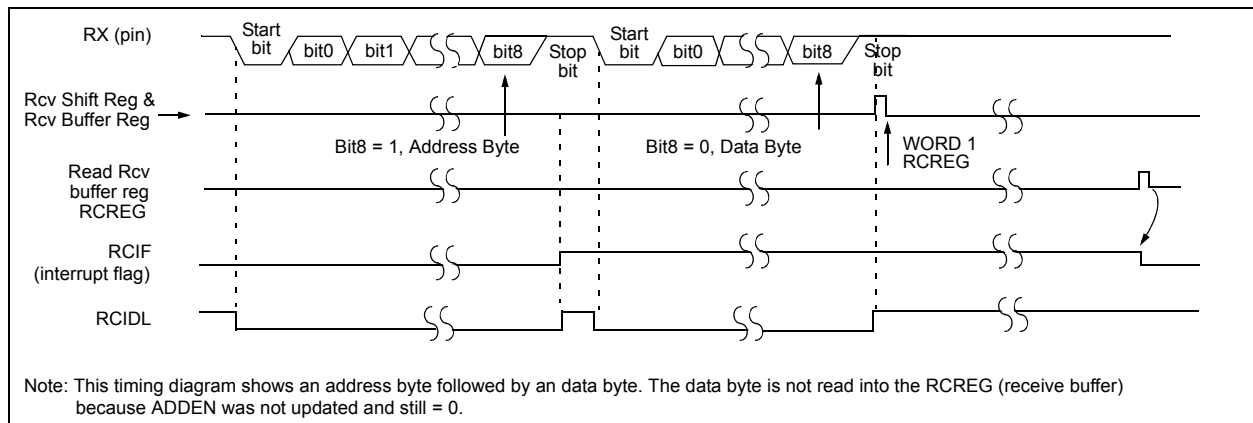 RX (pin)
Start
bit
bit0
bit1
bit8
Stop
bit
Start
bit
bit0
bit8
Stop
bit
Rcv Shift Reg &
Rcv Buffer Reg
Bit8 = 1, Address Byte
Bit8 = 0, Data Byte
WORD 1
RCREG
Read Rcv
buffer reg
RCREG
RCIF
(interrupt flag)
RCIDL
Note: This timing diagram shows an address byte followed by an data byte. The data byte is not read into the RCREG (receive buffer)
because ADDEN was not updated and still = 0.